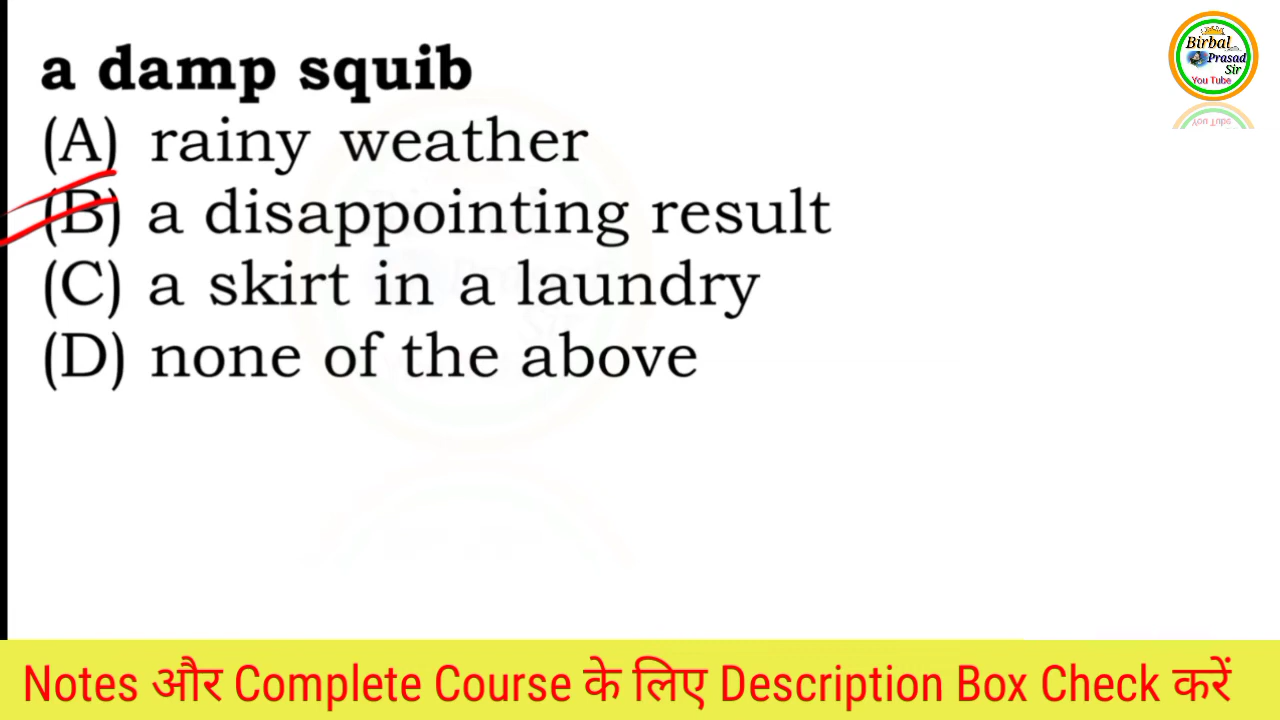 a damp squib
(A) rainy weather
(B) a disappointing result
(C) a skirt in a laundry
(D) none of the above
Birbal
Prasad
Sir
You Tube
Notes और Complete Course के लिए Description Box Check करें